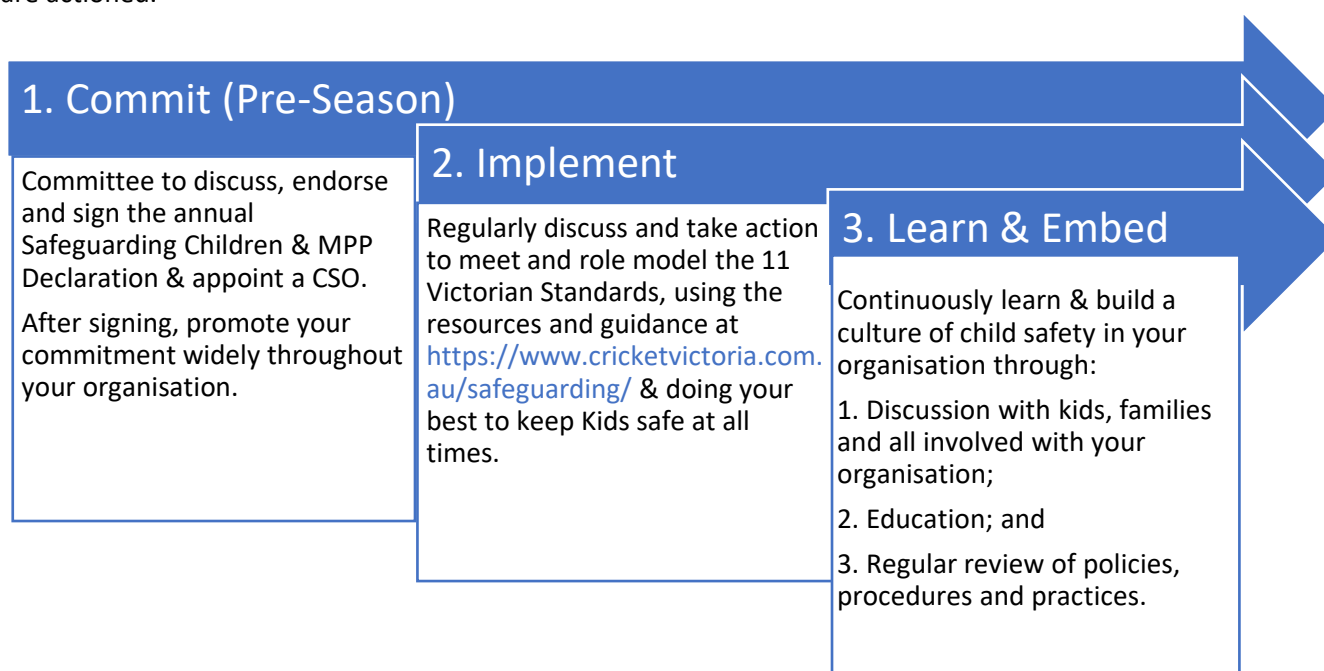 are actioned.
1. Commit (Pre-Season)
Committee to discuss, endorse
and sign the annual
Safeguarding Children & MPP
Declaration & appoint a CSO.
After signing, promote your
commitment widely throughout
your organisation.
2. Implement
Regularly discuss and take action
to meet and role model the 11
Victorian Standards, using the
resources and guidance at
https://www.cricketvictoria.com.
au/safeguarding/ & doing your
best to keep Kids safe at all
times.
3. Learn & Embed
Continuously learn & build a
culture of child safety in your
organisation through:
1. Discussion with kids, families
and all involved with your
organisation;
2. Education; and
3. Regular review of policies,
procedures and practices.